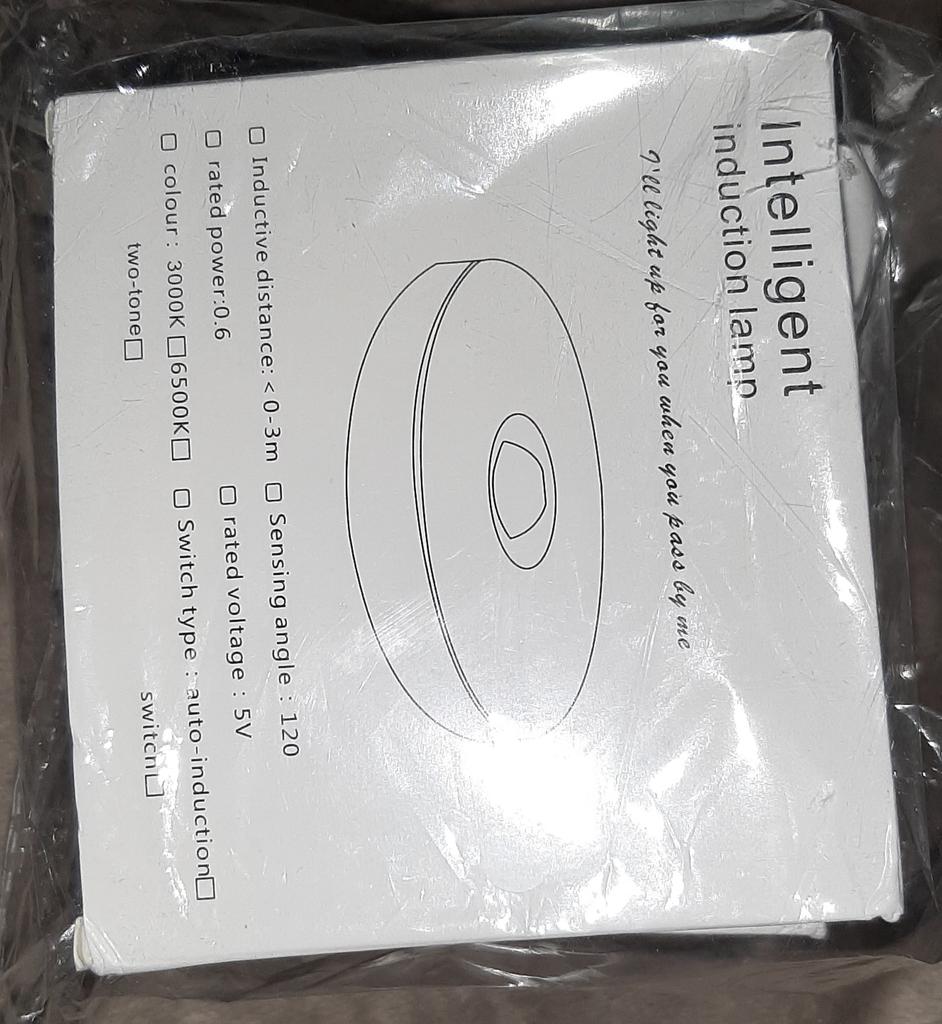 Intelligent
induction lamp
I'll light up for you when you pass by me
□ Inductive distance: <0-3m □ Sensing angle : 120
□ rated power:0.6 □ rated voltage : 5V
□ colour : 3000K □6500K□ □ Switch type : auto-induction□
two-tone□ switch□